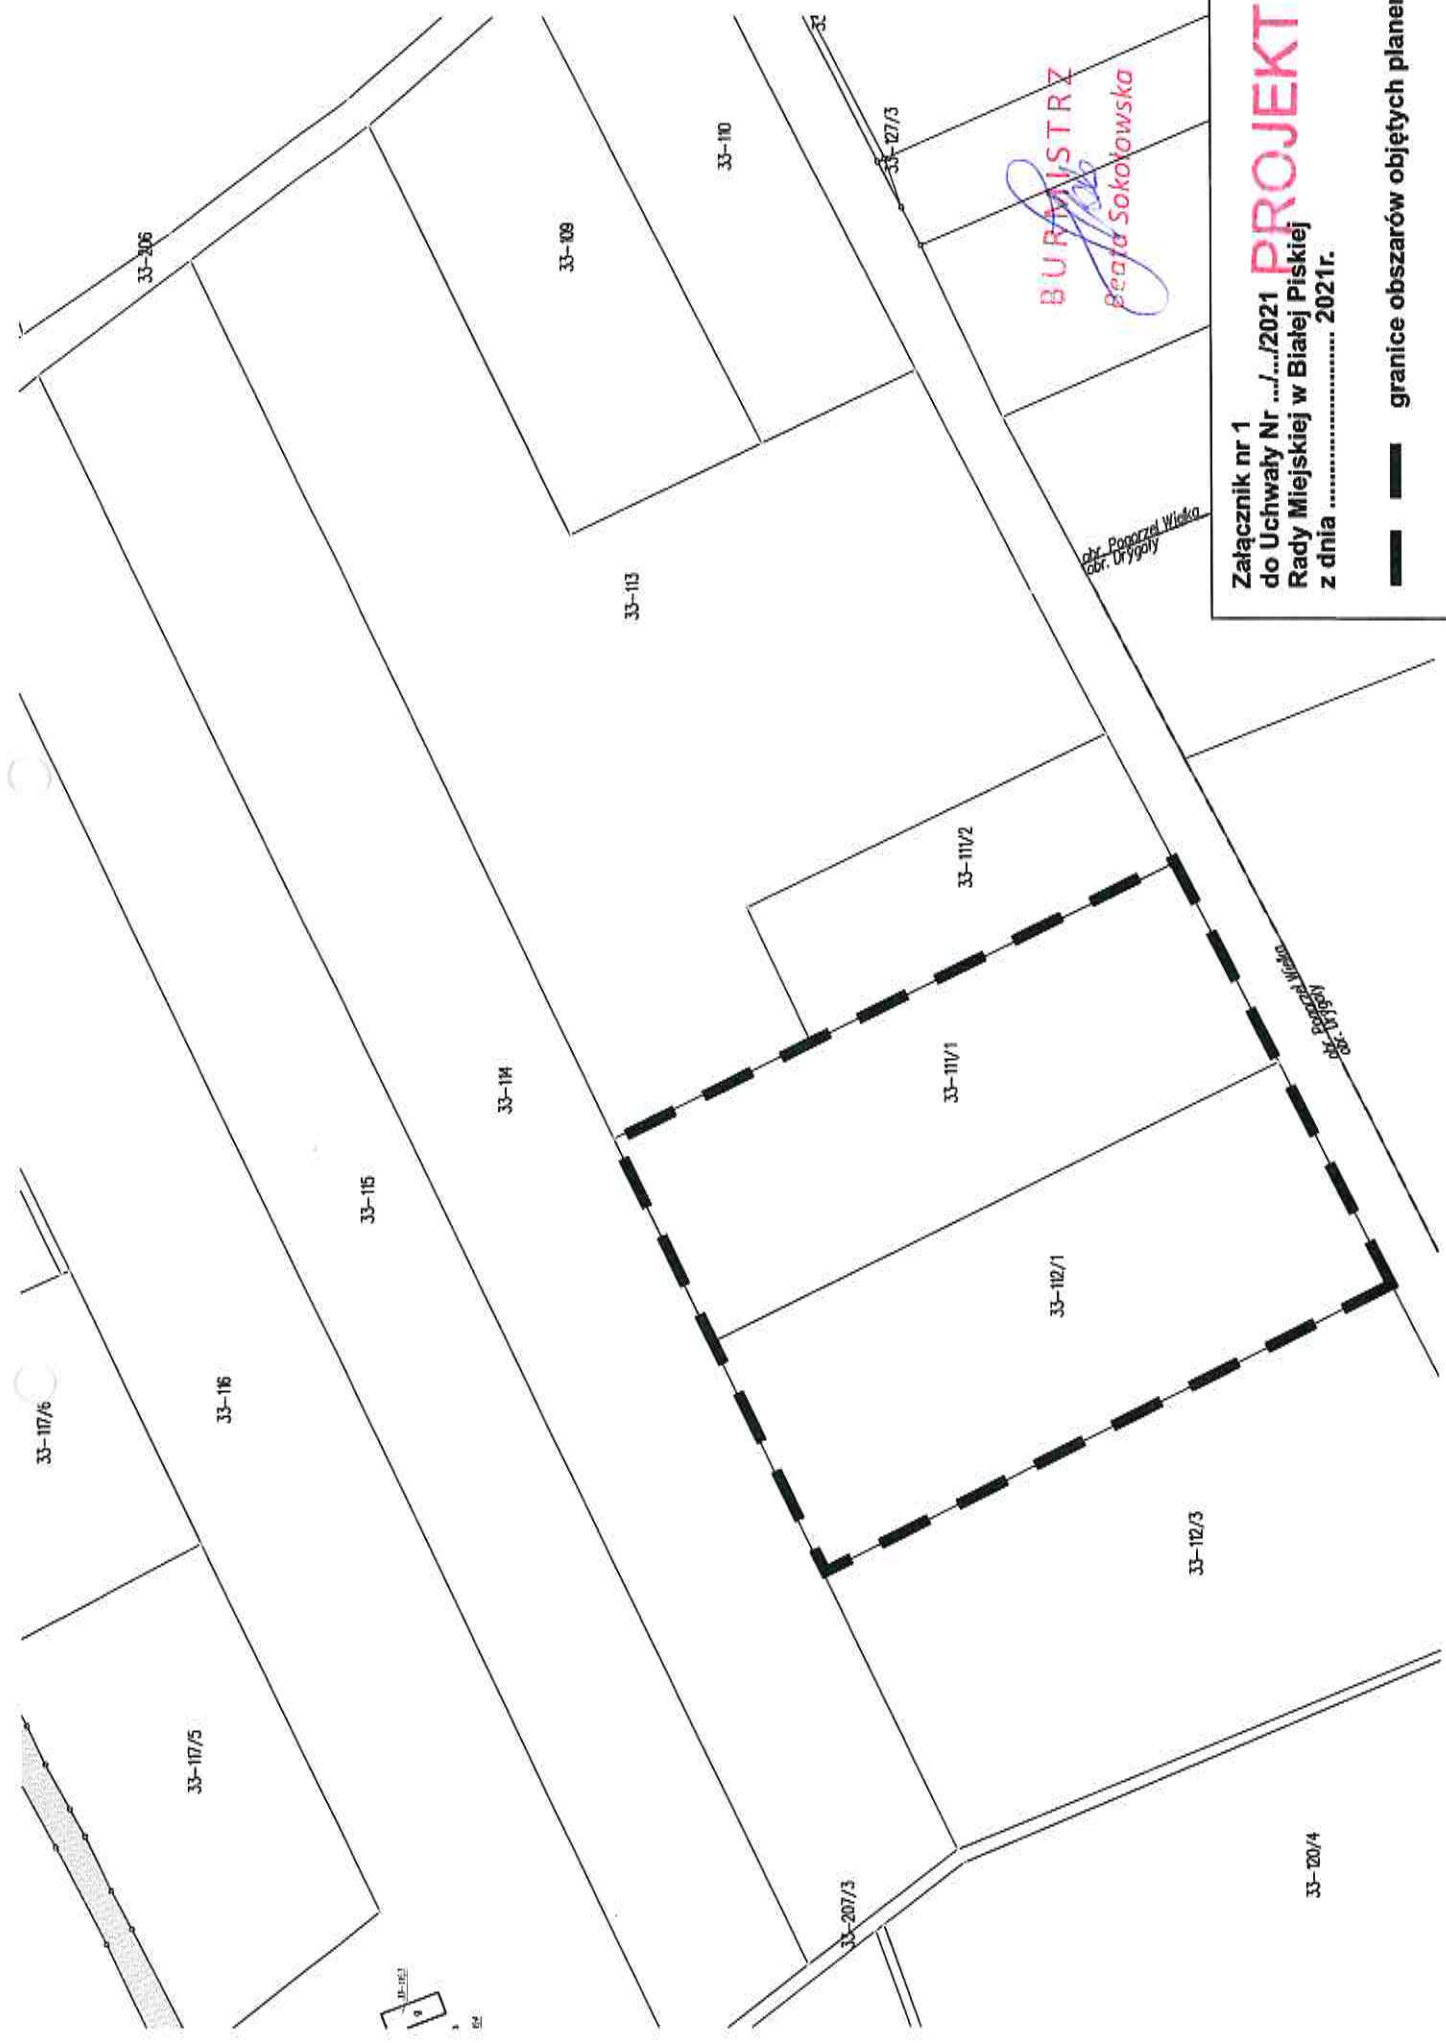 33-117/5
33-117/6
33-116
33-115
33-114
33-206
33-113
33-109
33-110
33-127/3
33-207/3
33-120/4
33-112/3
33-112/1
33-111/1
33-111/2
obr. Pogorzel Wielka
obr. Drygały
obr. Pogorzel Wielka
obr. Drygały
BURMISTRZ
Beata Sokołowska
Załącznik nr 1
do Uchwały Nr .../.../2021
PROJEKT
Rady Miejskiej w Białej Piskiej
z dnia ........................ 2021r.
granice obszarów objętych